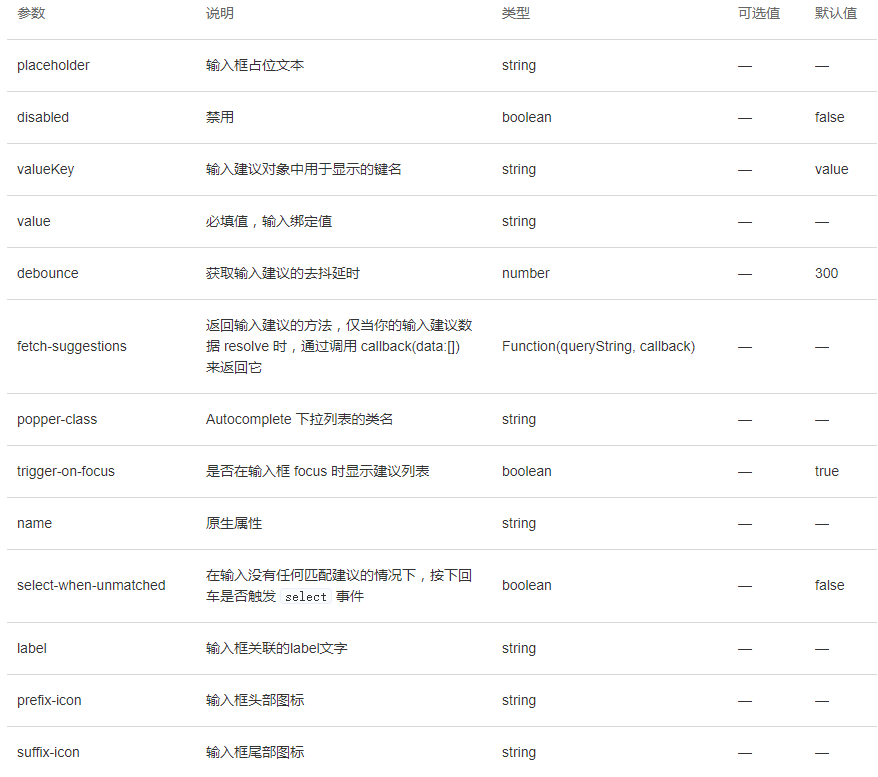 参数 说明 类型 可选值 默认值
placeholder 输入框占位文本 string — —
disabled 禁用 boolean — false
valueKey 输入建议对象中用于显示的键名 string — value
value 必填值，输入绑定值 string — —
debounce 获取输入建议的去抖延时 number — 300
返回输入建议的方法，仅当你的输入建议数
fetch-suggestions 据 resolve 时，通过调用 callback(data:[]) Function(queryString, callback) — —
来返回它
popper-class Autocomplete 下拉列表的类名 string — —
trigger-on-focus 是否在输入框 focus 时显示建议列表 boolean — true
name 原生属性 string — —
select-when-unmatched 在输入没有任何匹配建议的情况下，按下回 boolean — false
车是否触发 select 事件
label 输入框关联的label文字 string — —
prefix-icon 输入框头部图标 string — —
suffix-icon 输入框尾部图标 string — —